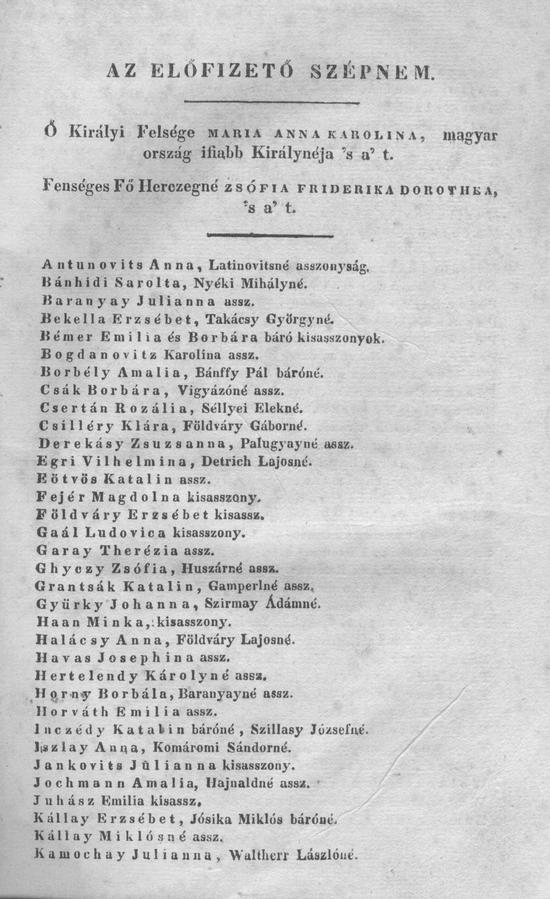 AZ ELŐFIZETŐ SZÉPNEM.
Ő Királyi Felsége MARIA ANNA KAROLINA, magyar
ország ifiabb Királynéja 's a' t.
Fenséges Fő Herczegné ZSÓFIA FRIDERIKA DOROTHEA,
's a' t.
Antunovits Anna, Latinovitsné asszonyság.
Bánhidi Sarolta, Nyéki Mihályné.
Baranyay Julianna assz.
Bekella Erzsébet, Takácsy Györgyné.
Bémer Emilia és Borbára báró kisasszonyok.
Bogdanovitz Karolina assz.
Borbély Amalia, Bánffy Pál báróné.
Csák Borbára, Vigyázóné assz.
Csertán Rozália, Séllyei Elekné.
Csilléry Klára, Földváry Gáborné.
Derekásy Zsuzsanna, Palugyayné assz.
Egri Vilhelmina, Detrich Lajosné.
Eötvös Katalin assz.
Fejér Magdolna kisasszony.
Földváry Erzsébet kisassz.
Gaál Ludovica kisasszony.
Garay Therézia assz.
Ghyczy Zsófia, Huszárné assz.
Grantsák Katalin, Gamperlné assz.
Gyürky Johanna, Szirmay Ádámné.
Haan Minka, kisasszony.
Halácsy Anna, Földváry Lajosné.
Havas Josephina assz.
Hertelendy Károlyné assz.
Horny Borbála, Baranyayné assz.
Horváth Emilia assz.
Inczédy Katalin báróné, Szillasy Józsefné.
Iszlay Anna, Komáromi Sándorné.
Jankovits Julianna kisasszony.
Jochmann Amalia, Hajnaldné assz.
Juhász Emilia kisassz.
Kállay Erzsébet, Jósika Miklós báróné.
Kállay Miklósné assz.
Kamochay Julianna, Waltherr Lászlóné.